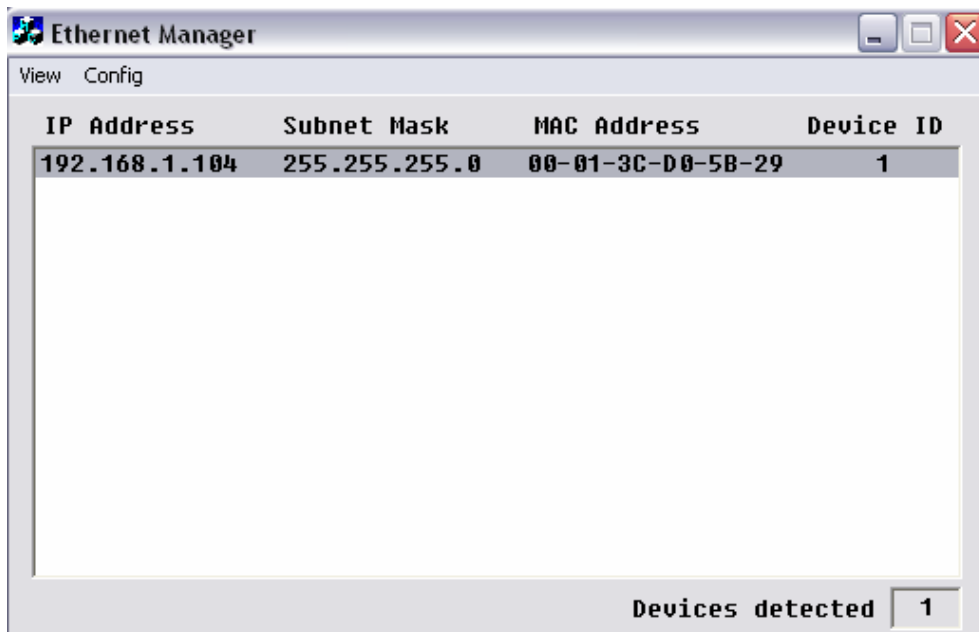 Ethernet Manager
View Config
IP Address Subnet Mask MAC Address Device ID
192.168.1.104 255.255.255.0 00-01-3C-D0-5B-29 1
Devices detected 1